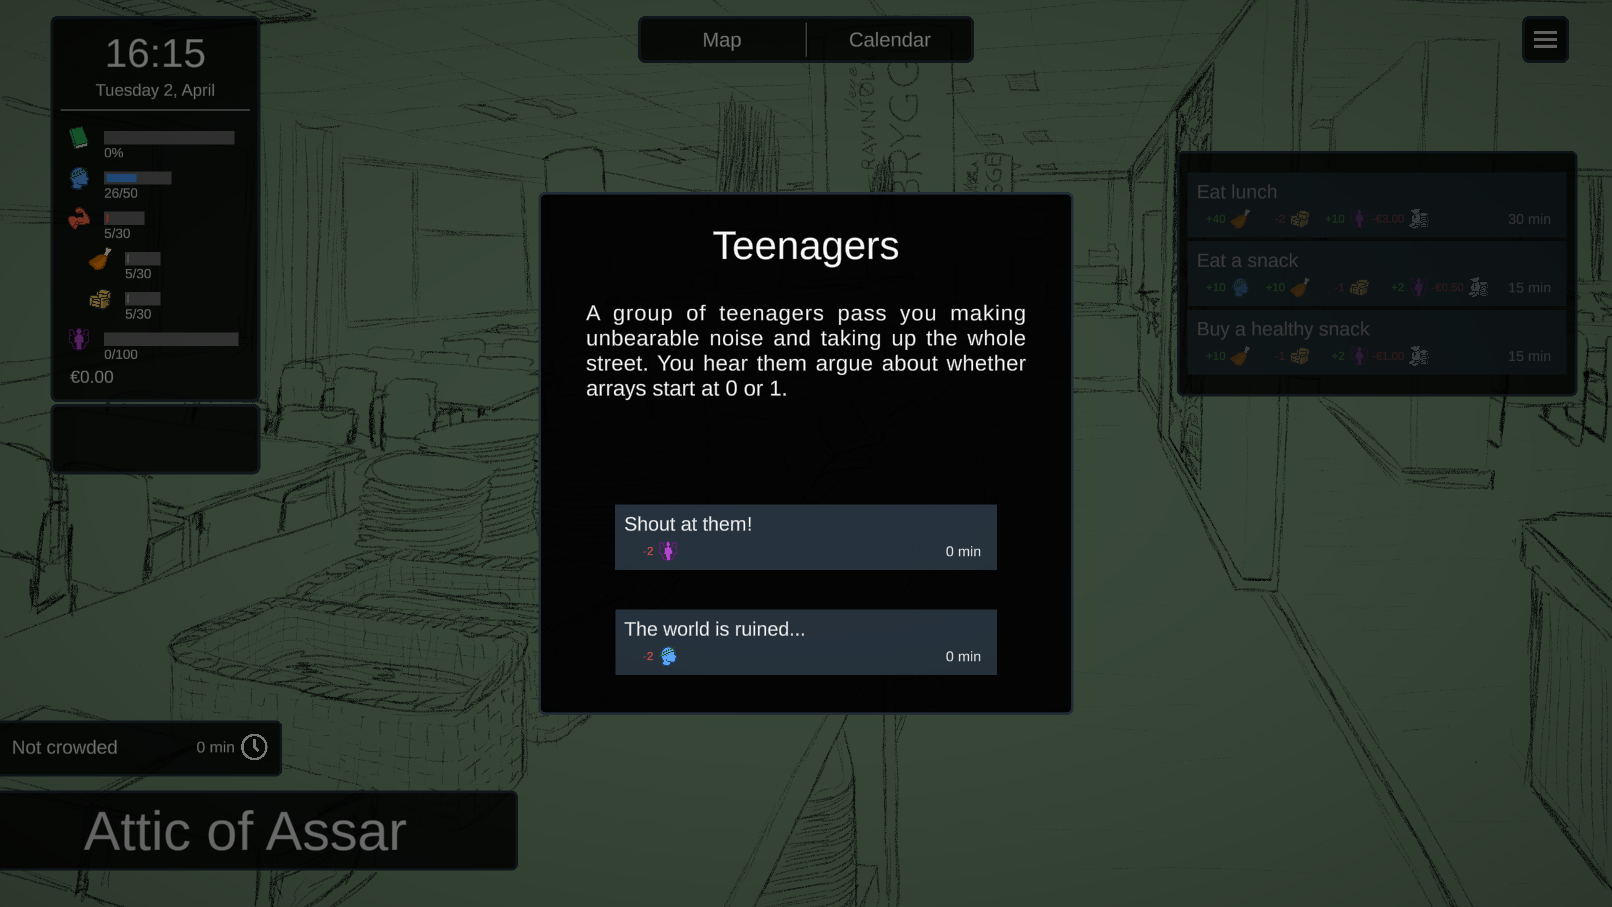 16:15
Tuesday 2, April
0%
26/50
5/30
5/30
5/30
0/100
€0.00
Map
Calendar
Eat lunch
+40 -2 +10 -€3.00 30 min
Eat a snack
+10 +10 -1 +2 -€0.50 15 min
Buy a healthy snack
+10 -1 +2 -€1.00 15 min
Teenagers
A group of teenagers pass you making
unbearable noise and taking up the whole
street. You hear them argue about whether
arrays start at 0 or 1.
Shout at them!
-2 0 min
The world is ruined...
-2 0 min
Not crowded 0 min
Attic of Assar